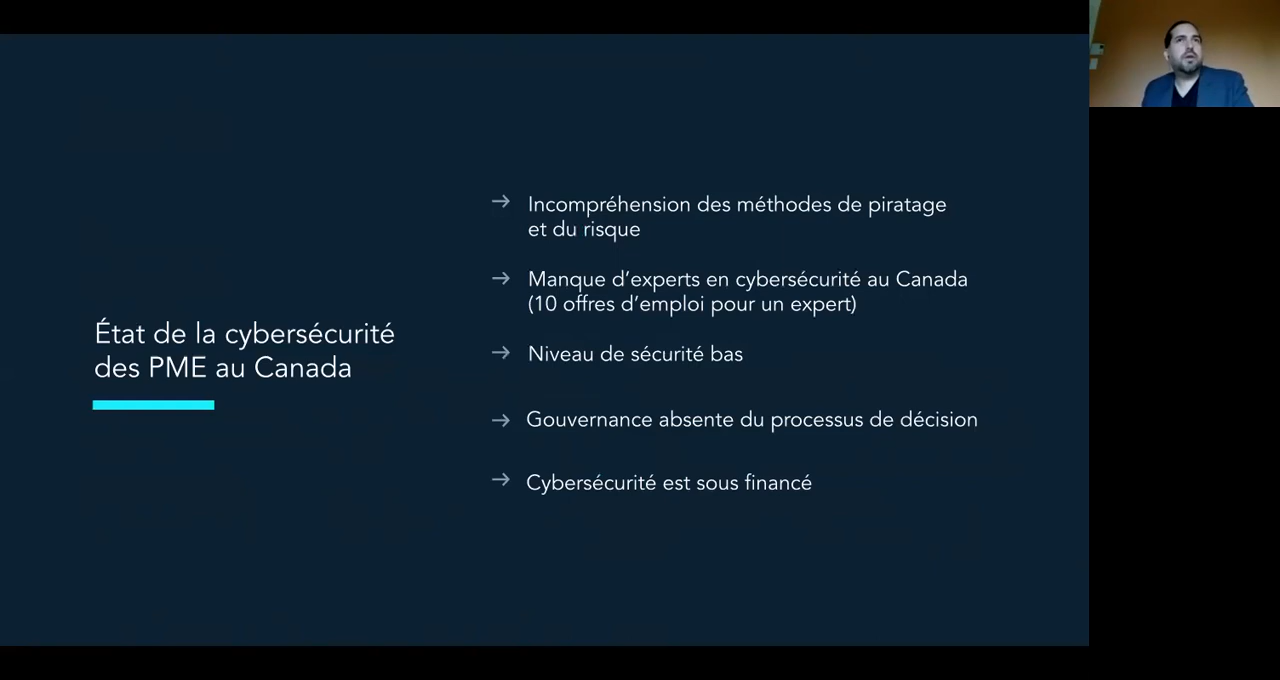 État de la cybersécurité
des PME au Canada
→ Incompréhension des méthodes de piratage
et du risque
→ Manque d’experts en cybersécurité au Canada
(10 offres d’emploi pour un expert)
→ Niveau de sécurité bas
→ Gouvernance absente du processus de décision
→ Cybersécurité est sous financé